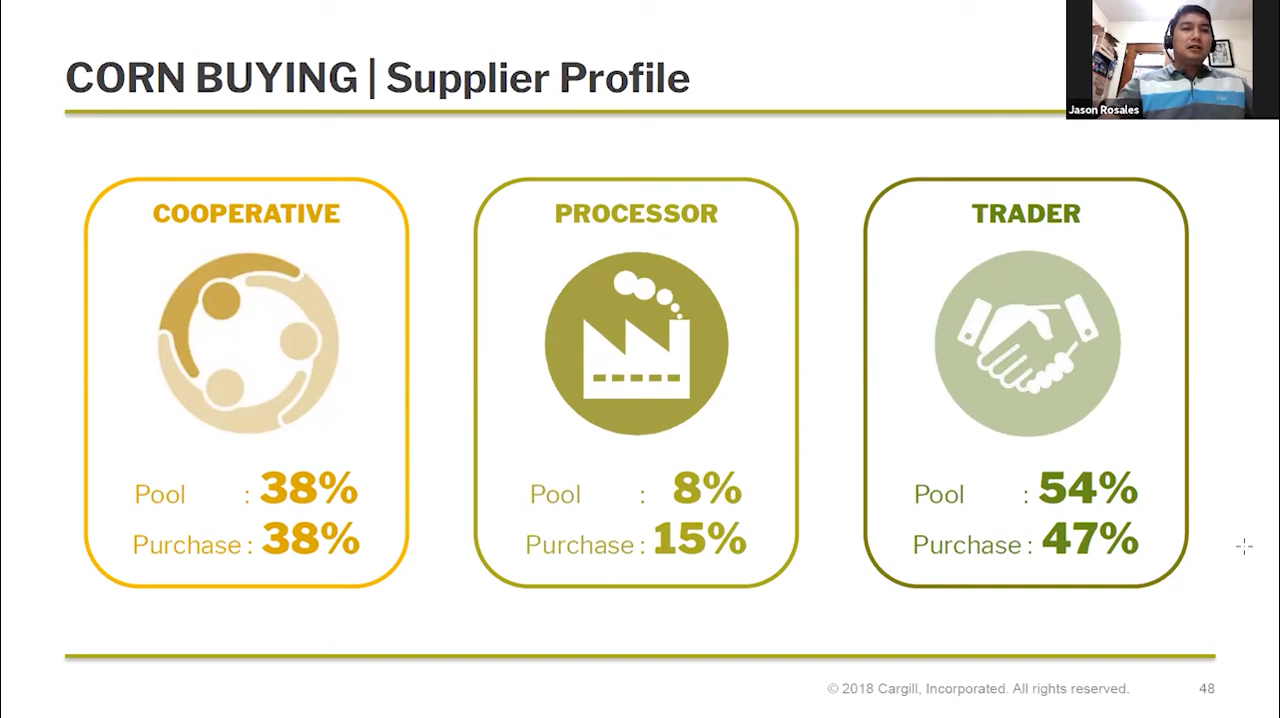 CORN BUYING | Supplier Profile
Jason Rosales
COOPERATIVE
Pool : 38%
Purchase : 38%
PROCESSOR
Pool : 8%
Purchase : 15%
TRADER
Pool : 54%
Purchase : 47%
© 2018 Cargill, Incorporated. All rights reserved.
48